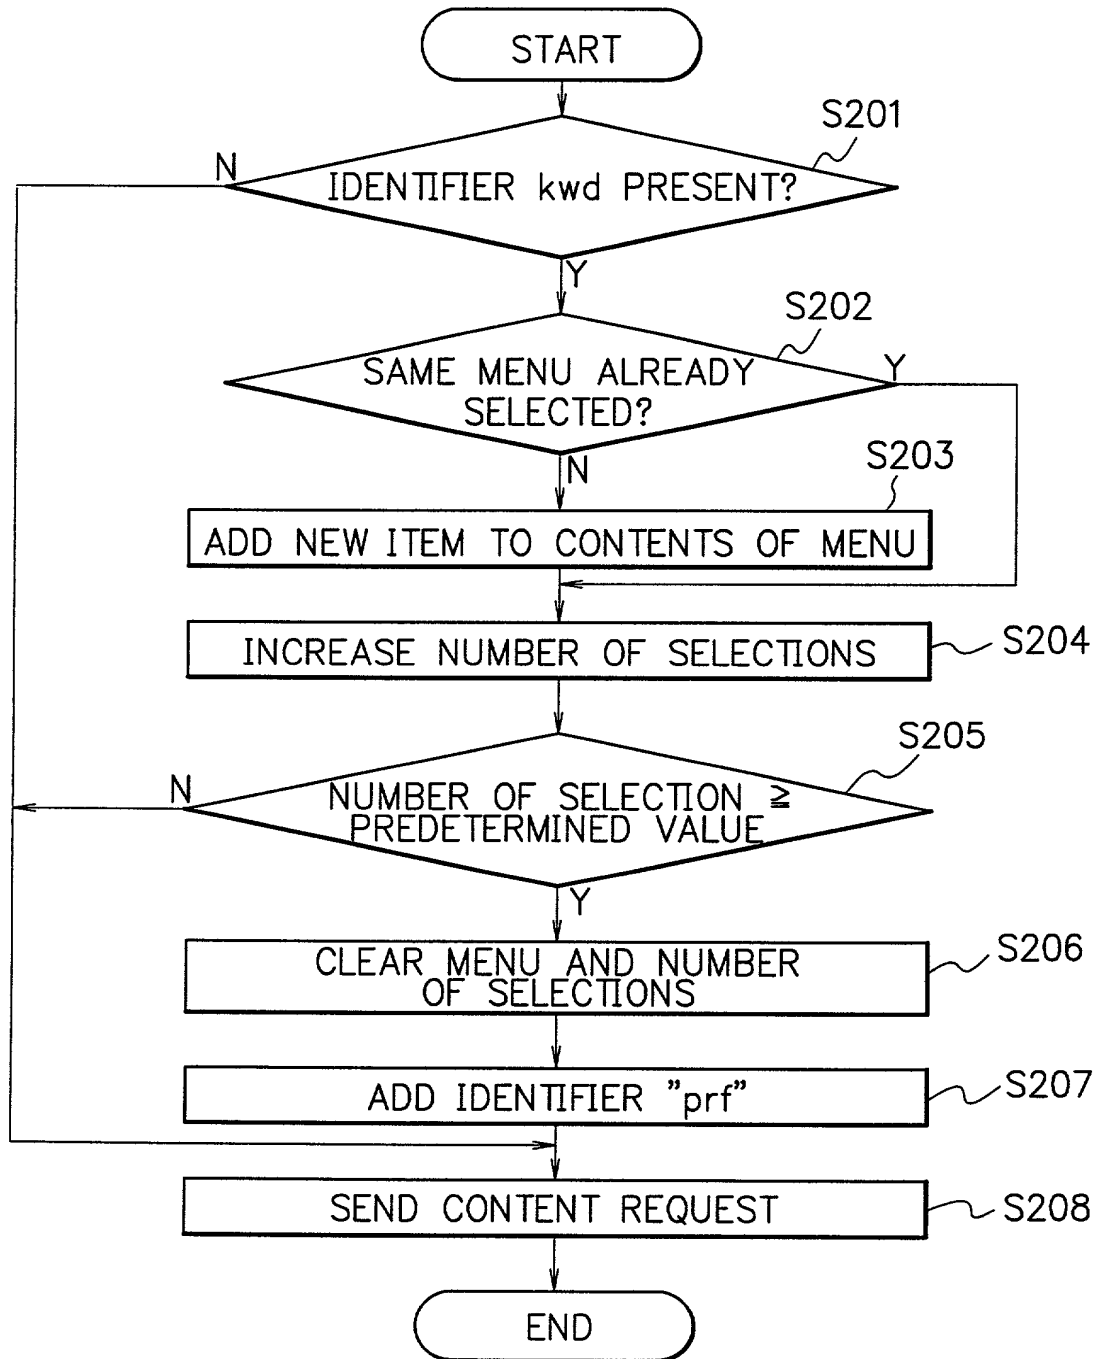 START
S201
N
IDENTIFIER kwd PRESENT?
Y
S202
SAME MENU ALREADY
Y
SELECTED?
N
S203
ADD NEW ITEM TO CONTENTS OF MENU
INCREASE NUMBER OF SELECTIONS
S204
S205
N
NUMBER OF SELECTION ≧
PREDETERMINED VALUE
Y
CLEAR MENU AND NUMBER
OF SELECTIONS
S206
ADD IDENTIFIER "prf"
S207
SEND CONTENT REQUEST
S208
END